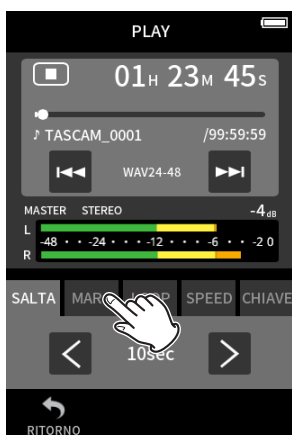 PLAY
01H 23M 45S
♪ TASCAM_0001 /99:59:59
WAV24-48
MASTER STEREO -4dB
L
-48 · · -24 · · · -12 · · · -6 · · -2 0
R
SALTA SPEED CHIAVE
10sec
RITORNO